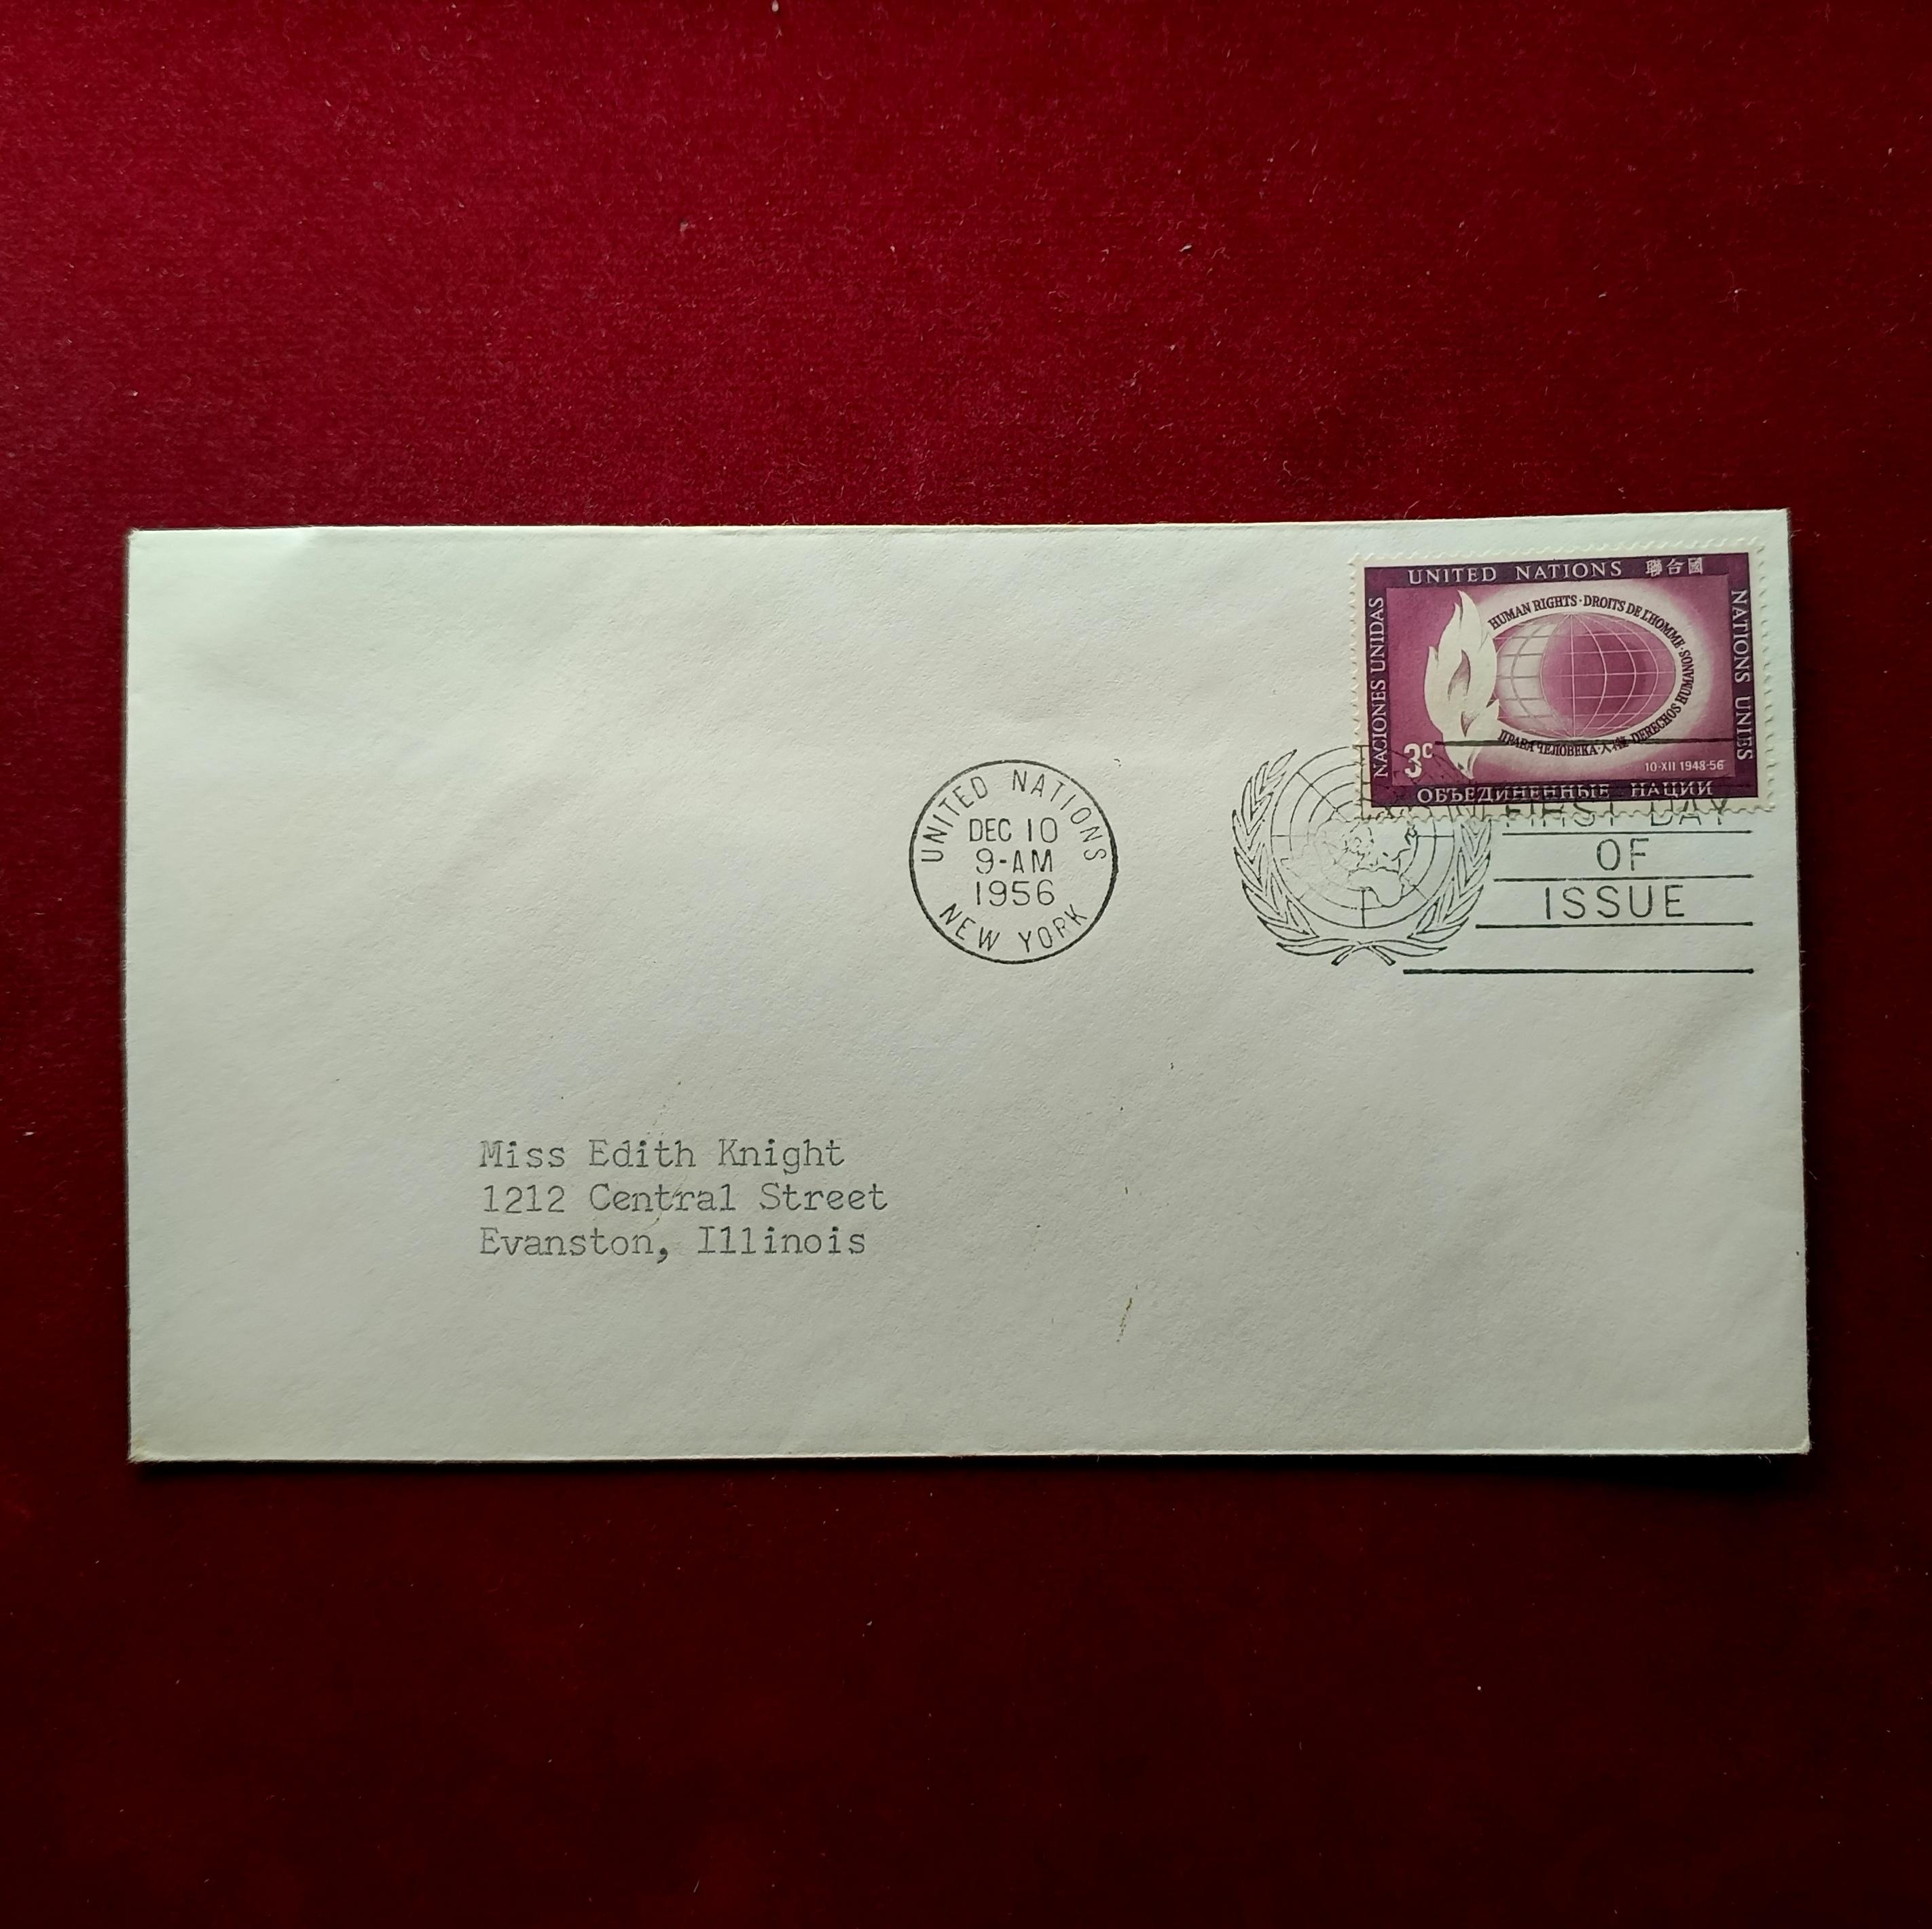 UNITED NATIONS 聯合國
NACIONES UNIDAS
NATIONS UNIES
HUMAN RIGHTS · DROITS DE L'HOMME · DERECHOS HUMANOS
ПРАВА ЧЕЛОВЕКА · 人權
3c
10·XII 1948-56
ОБЪЕДИНЕННЫЕ НАЦИИ
UNITED NATIONS
DEC 10
9-AM
1956
NEW YORK
FIRST DAY
OF
ISSUE
Miss Edith Knight
1212 Central Street
Evanston, Illinois